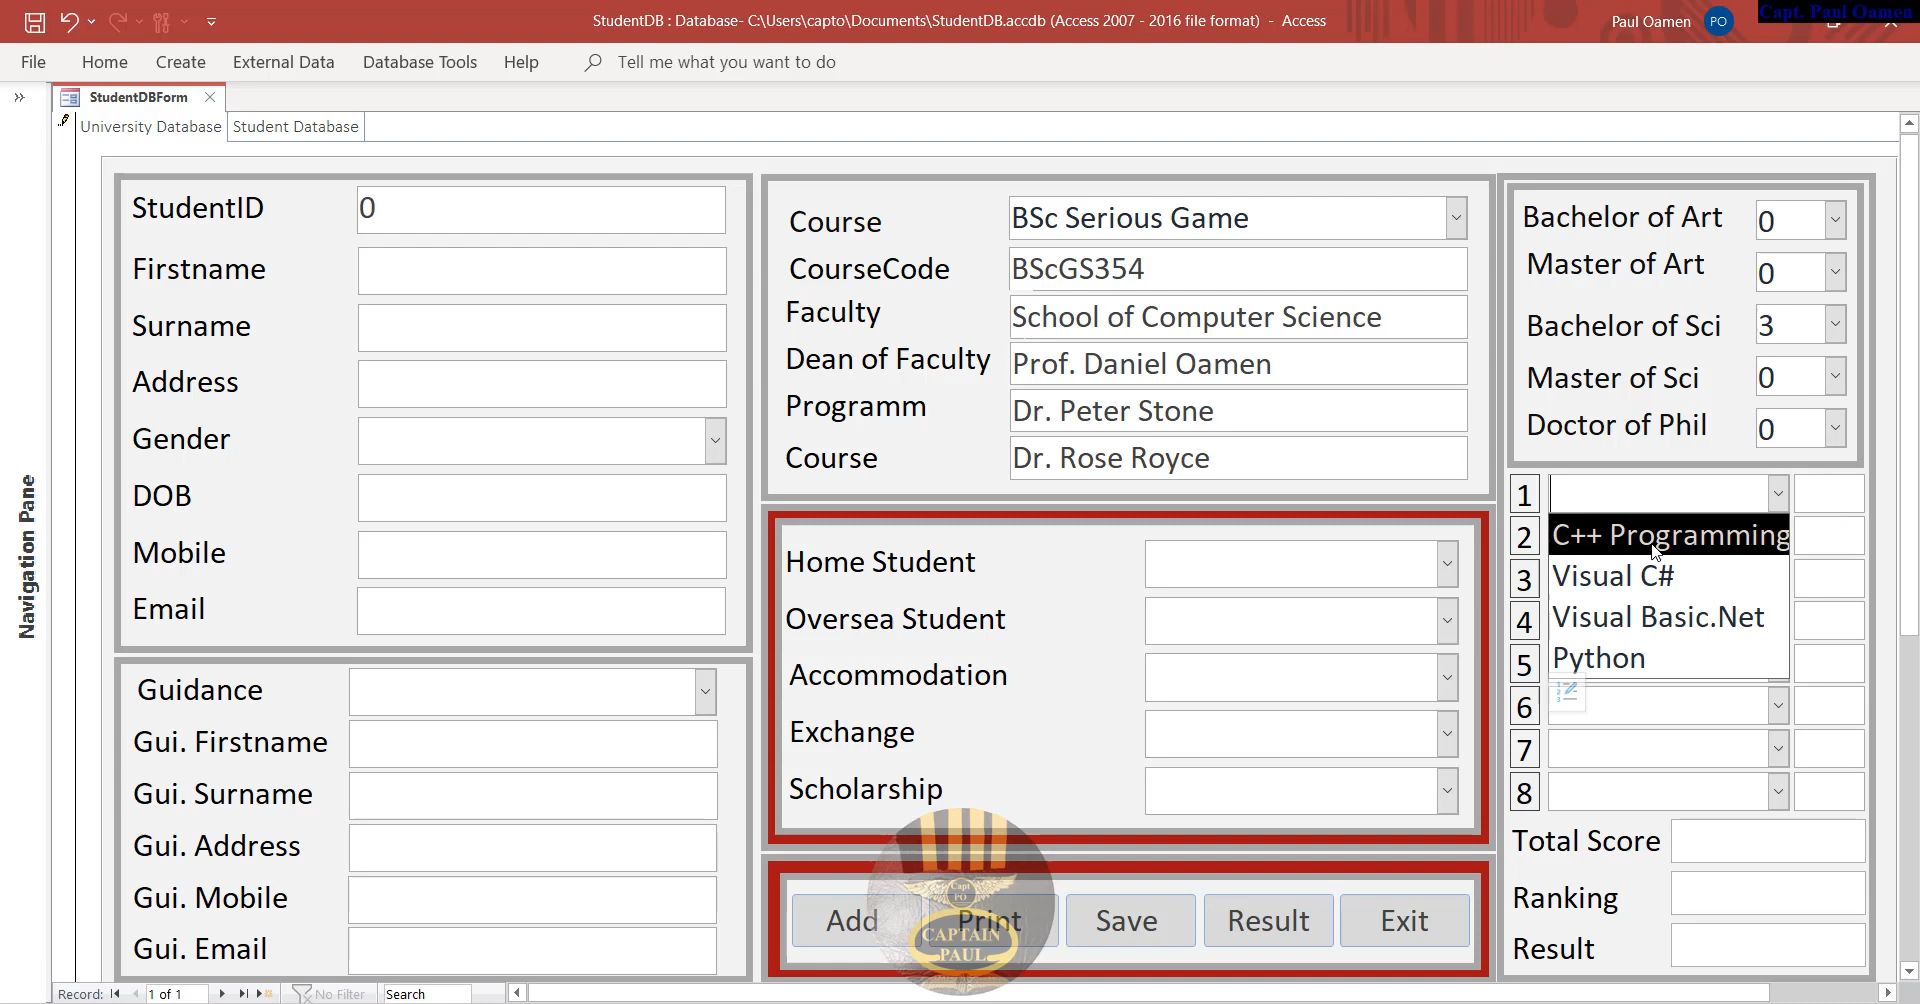 StudentDB : Database- C:\Users\capto\Documents\StudentDB.accdb (Access 2007 - 2016 file format) - Access
Paul Oamen
PO
Capt. Paul Oamen
File
Home
Create
External Data
Database Tools
Help
Tell me what you want to do
StudentDBForm
University Database
Student Database
Navigation Pane
StudentID
0
Firstname
Surname
Address
Gender
DOB
Mobile
Email
Guidance
Gui. Firstname
Gui. Surname
Gui. Address
Gui. Mobile
Gui. Email
Course
BSc Serious Game
CourseCode
BScGS354
Faculty
School of Computer Science
Dean of Faculty
Prof. Daniel Oamen
Programm
Dr. Peter Stone
Course
Dr. Rose Royce
Home Student
Oversea Student
Accommodation
Exchange
Scholarship
Add
Print
Save
Result
Exit
Capt
PO
CAPTAIN
PAUL
Bachelor of Art
0
Master of Art
0
Bachelor of Sci
3
Master of Sci
0
Doctor of Phil
0
1
2
C++ Programming
3
Visual C#
4
Visual Basic.Net
5
Python
6
7
8
Total Score
Ranking
Result
Record:
1 of 1
No Filter
Search